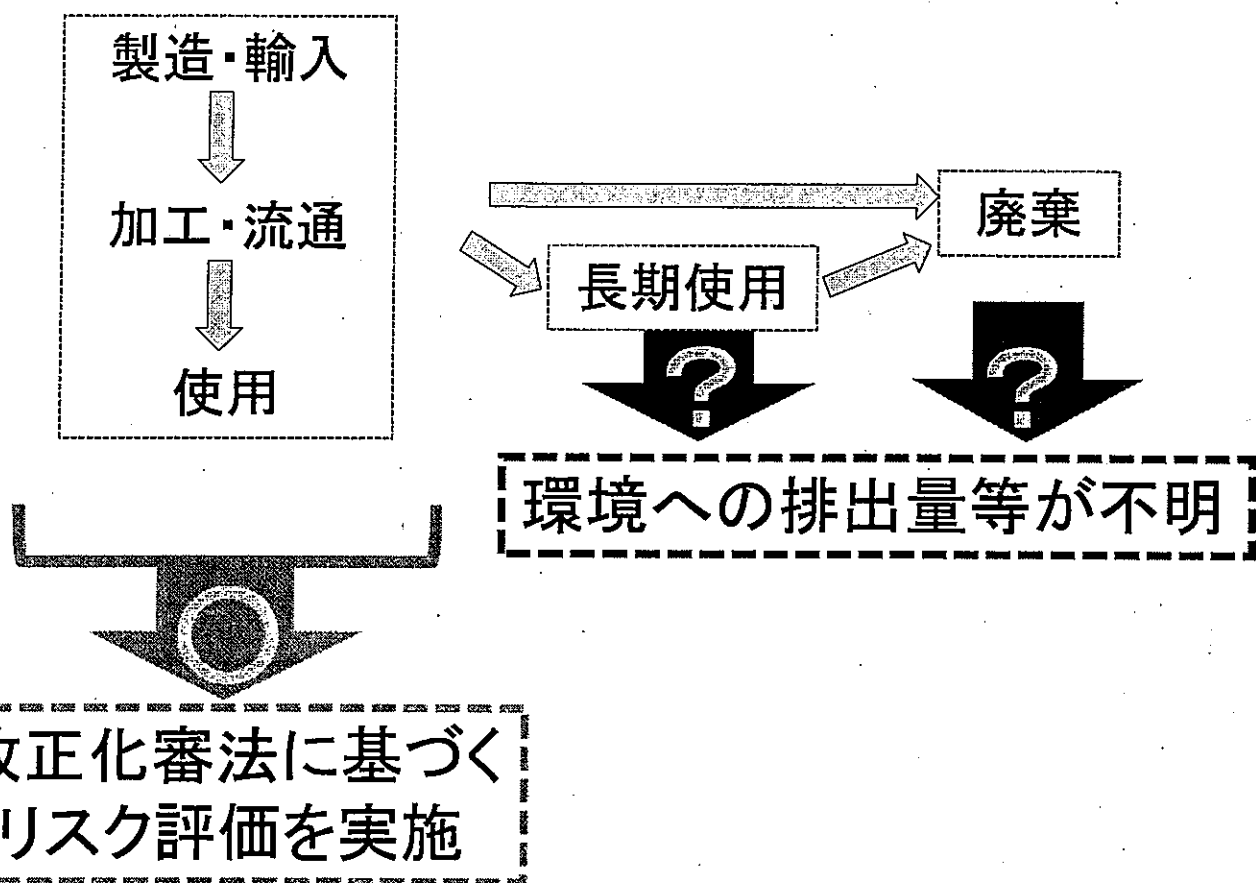 製造・輸入
加工・流通
使用
廃棄
長期使用
?
?
環境への排出量等が不明
改正化審法に基づく
リスク評価を実施